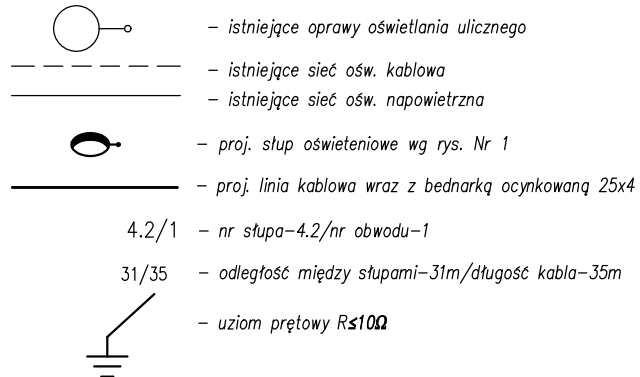 – istniejące oprawy oświetlania ulicznego
– istniejące sieć ośw. kablowa
– istniejące sieć ośw. napowietrzna
– proj. słup oświeteniowe wg rys. Nr 1
– proj. linia kablowa wraz z bednarką ocynkowaną 25x4
4.2/1 – nr słupa–4.2/nr obwodu–1
31/35 – odległość między słupami–31m/długość kabla–35m
– uziom prętowy R≤10Ω